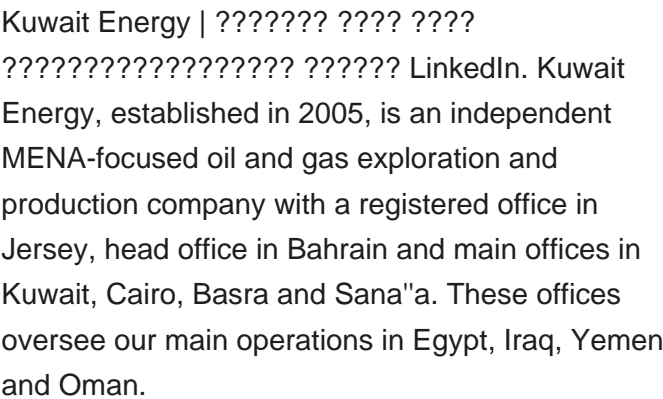 Kuwait Energy | ??????? ???? ????
?????????????????? ?????? LinkedIn. Kuwait
Energy, established in 2005, is an independent
MENA-focused oil and gas exploration and
production company with a registered office in
Jersey, head office in Bahrain and main offices in
Kuwait, Cairo, Basra and Sana"a. These offices
oversee our main operations in Egypt, Iraq, Yemen
and Oman.